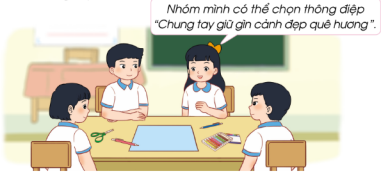 Nhóm mình có thể chọn thông điệp
"Chung tay giữ gìn cảnh đẹp quê hương".